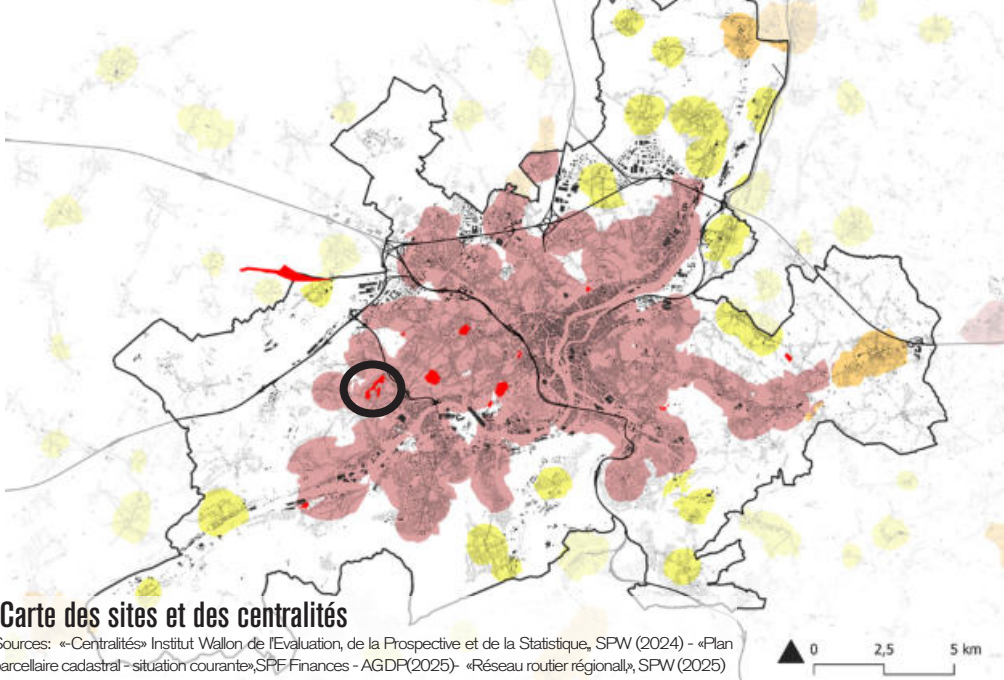 Carte des sites et des centralités
Sources: «-Centralités» Institut Wallon de l'Evaluation, de la Prospective et de la Statistique, SPW (2024) - «Plan
parcellaire cadastral - situation courante»,SPF Finances - AGDP(2025)- «Réseau routier régional», SPW (2025)
0 2,5 5 km